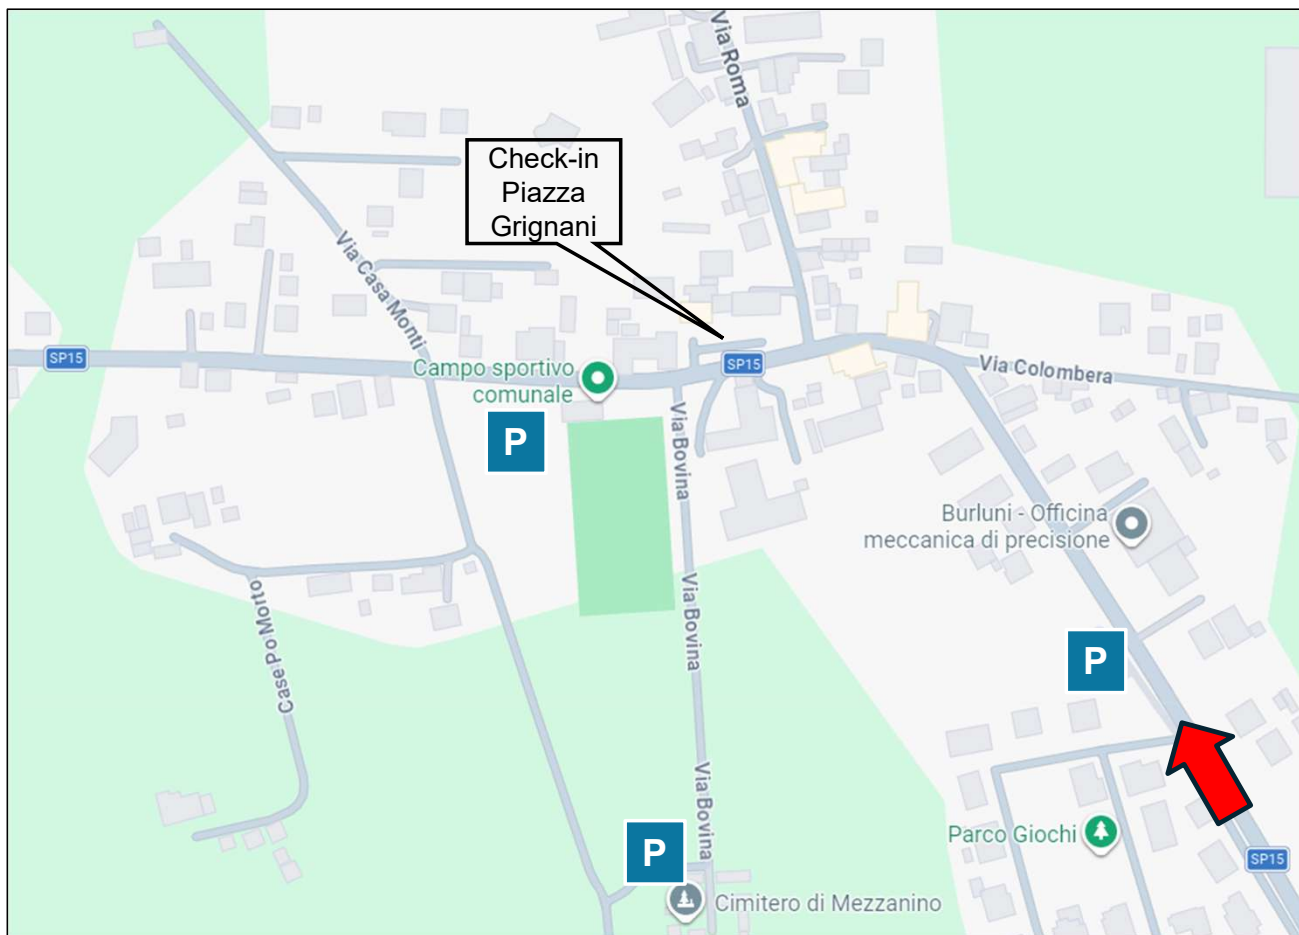 Via Roma
Check-in
Piazza
Grignani
Via Casa Monti
SP15
Campo sportivo
comunale
SP15
Via Colombera
P
Via Bovina
Burluni - Officina
meccanica di precisione
Via Bovina
Case Po Morto
P
Via Bovina
P
Parco Giochi
SP15
Cimitero di Mezzanino